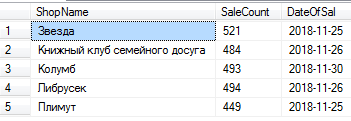 ShopName SaleCount DateOfSal
1 Звезда 521 2018-11-25
2 Книжный клуб семейного досуга 484 2018-11-26
3 Колумб 493 2018-11-30
4 Либрусек 494 2018-11-26
5 Плимут 449 2018-11-25